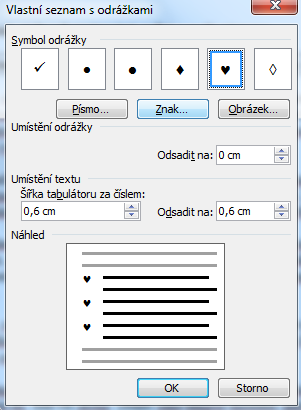 Vlastní seznam s odrážkami
Symbol odrážky
Písmo...
Znak...
Obrázek...
Umístění odrážky
Odsadit na: 0 cm
Umístění textu
Šířka tabulátoru za číslem:
0,6 cm Odsadit na: 0,6 cm
Náhled
OK
Storno